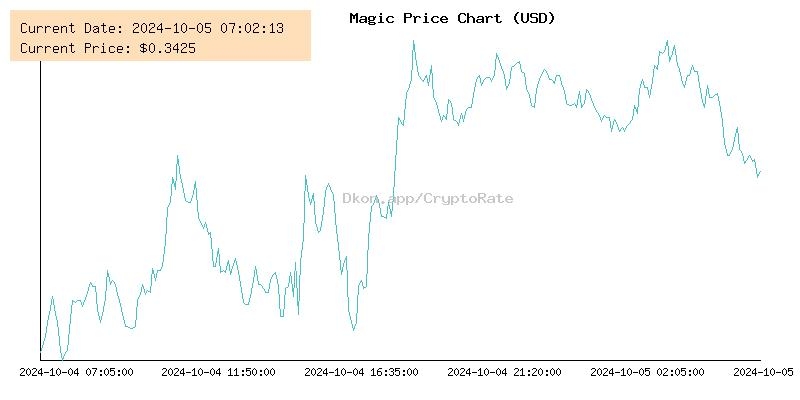 Magic Price Chart (USD)
Current Date: 2024-10-05 07:02:13
Current Price: $0.3425
Dkon.app/CryptoRate
2024-10-04 07:05:00 2024-10-04 11:50:00 2024-10-04 16:35:00 2024-10-04 21:20:00 2024-10-05 02:05:00 2024-10-05